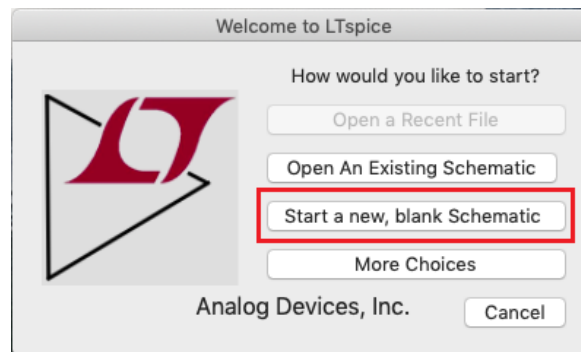 Welcome to LTspice
How would you like to start?
Open a Recent File
Open An Existing Schematic
Start a new, blank Schematic
More Choices
Analog Devices, Inc.
Cancel